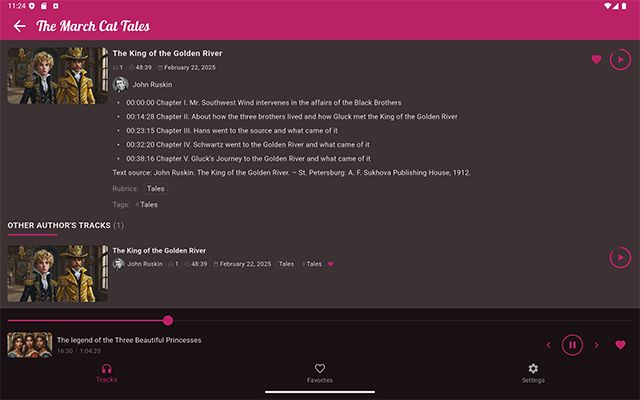 11:24
The March Cat Tales
The King of the Golden River
1 48:39 February 22, 2025
John Ruskin
• 00:00:00 Chapter I. Mr. Southwest Wind intervenes in the affairs of the Black Brothers
• 00:14:28 Chapter II. About how the three brothers lived and how Gluck met the King of the Golden River
• 00:23:15 Chapter III. Hans went to the source and what came of it
• 00:32:20 Chapter IV. Schwartz went to the Golden River and what came of it
• 00:38:16 Chapter V. Gluck's Journey to the Golden River and what came of it
Text source: John Ruskin. The King of the Golden River. – St. Petersburg: A. F. Sukhova Publishing House, 1912.
Rubrics: Tales
Tags: # Tales
OTHER AUTHOR'S TRACKS (1)
The King of the Golden River
John Ruskin 1 48:39 February 22, 2025 Tales # Tales
The legend of the Three Beautiful Princesses
16:30 / 1:04:20
Tracks Favorites Settings